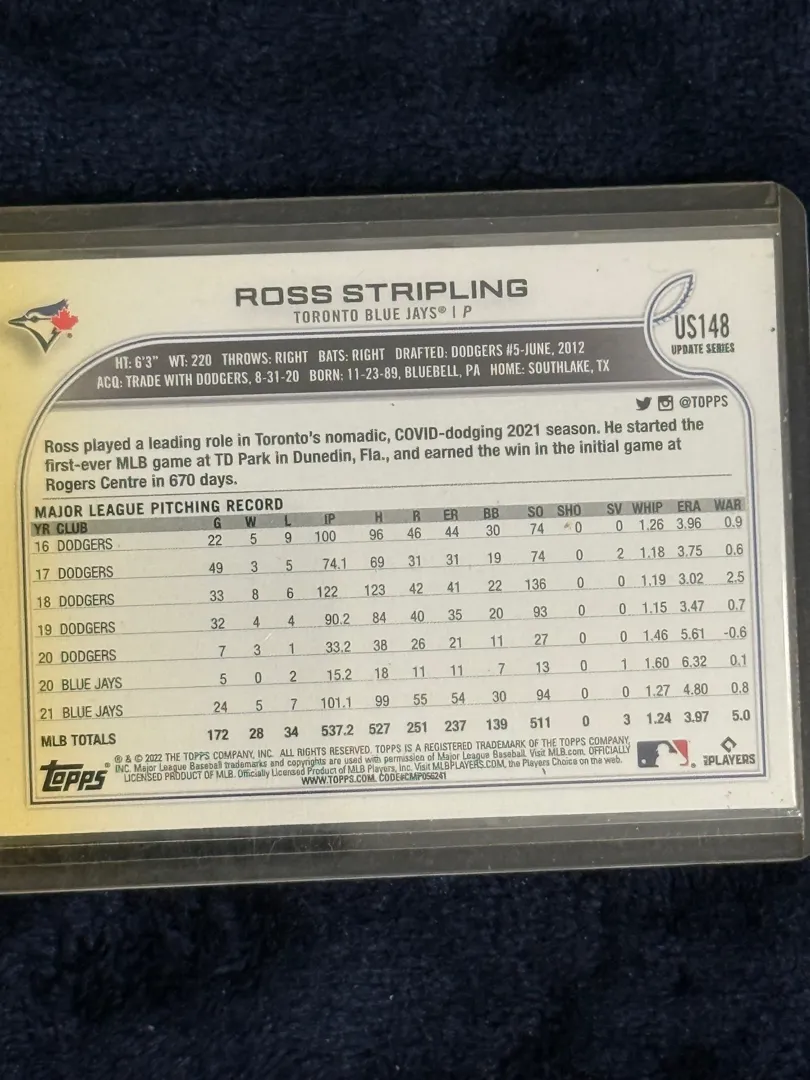 ROSS STRIPLING
TORONTO BLUE JAYS® | P
US148
UPDATE SERIES
HT: 6'3" WT: 220 THROWS: RIGHT BATS: RIGHT DRAFTED: DODGERS #5-JUNE, 2012
ACQ: TRADE WITH DODGERS, 8-31-20 BORN: 11-23-89, BLUEBELL, PA HOME: SOUTHLAKE, TX
@TOPPS
Ross played a leading role in Toronto's nomadic, COVID-dodging 2021 season. He started the
first-ever MLB game at TD Park in Dunedin, Fla., and earned the win in the initial game at
Rogers Centre in 670 days.
MAJOR LEAGUE PITCHING RECORD
YR CLUB G W L IP H R ER BB SO SHO SV WHIP ERA WAR
16 DODGERS 22 5 9 100 96 46 44 30 74 0 0 1.26 3.96 0.9
17 DODGERS 49 3 5 74.1 69 31 31 19 74 0 2 1.18 3.75 0.6
18 DODGERS 33 8 6 122 123 42 41 22 136 0 0 1.19 3.02 2.5
19 DODGERS 32 4 4 90.2 84 40 35 20 93 0 0 1.15 3.47 0.7
20 DODGERS 7 3 1 33.2 38 26 21 11 27 0 0 1.46 5.61 -0.6
20 BLUE JAYS 5 0 2 15.2 18 11 11 7 13 0 1 1.60 6.32 0.1
21 BLUE JAYS 24 5 7 101.1 99 55 54 30 94 0 0 1.27 4.80 0.8
MLB TOTALS 172 28 34 537.2 527 251 237 139 511 0 3 1.24 3.97 5.0
Topps®
® & © 2022 THE TOPPS COMPANY, INC. ALL RIGHTS RESERVED. TOPPS IS A REGISTERED TRADEMARK OF THE TOPPS COMPANY,
INC. Major League Baseball trademarks and copyrights are used with permission of Major League Baseball. Visit MLB.com. OFFICIALLY
LICENSED PRODUCT OF MLB. Officially Licensed Product of MLB Players, Inc. Visit MLBPLAYERS.COM, the Players Choice on the web.
WWW.TOPPS.COM. CODE#CMP056241
PLAYERS